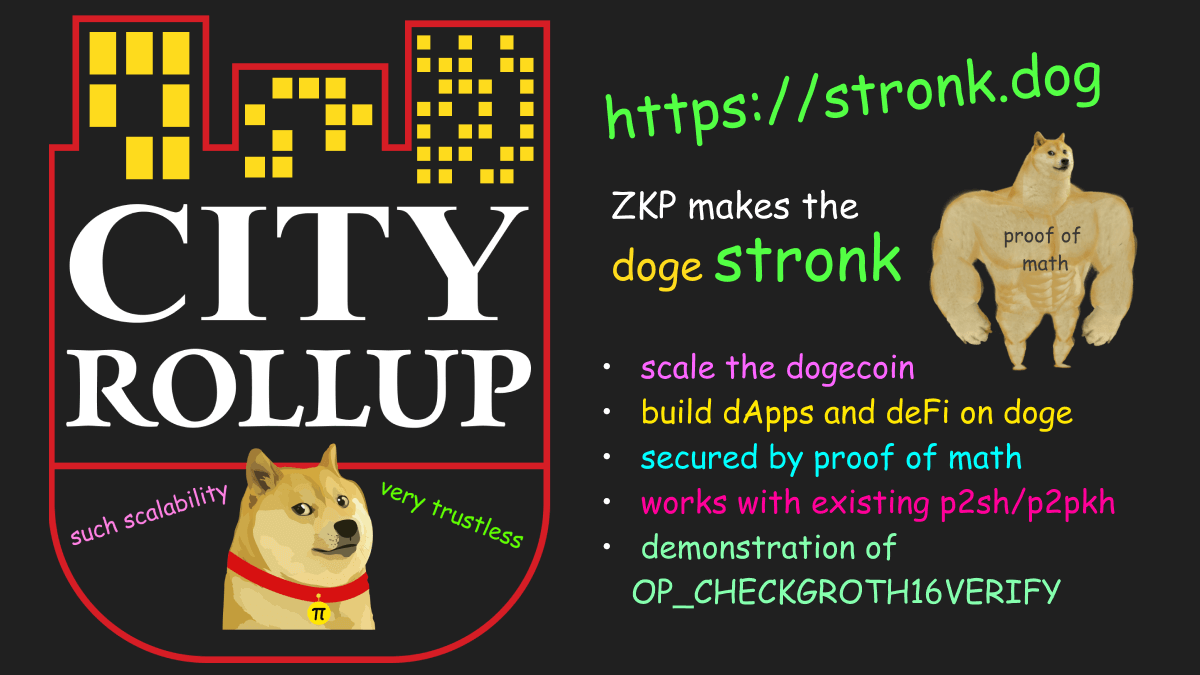 CITY
ROLLUP
such scalability
very trustless
π
https://stronk.dog
ZKP makes the
doge stronk
proof of
math
• scale the dogecoin
• build dApps and deFi on doge
• secured by proof of math
• works with existing p2sh/p2pkh
• demonstration of
OP_CHECKGROTH16VERIFY